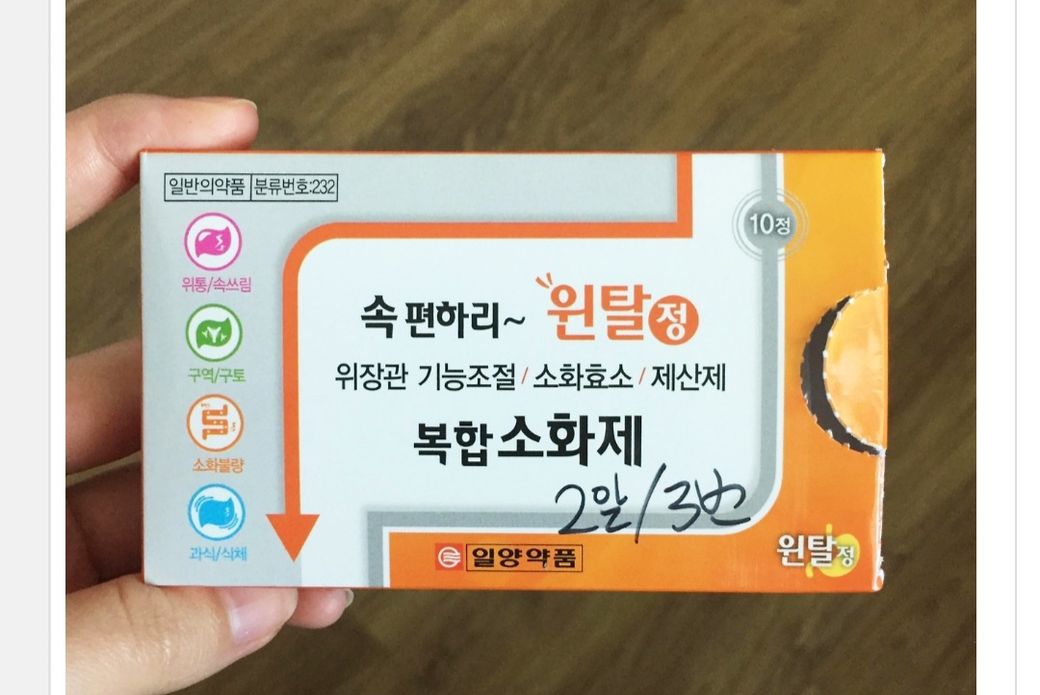 일반의약품 분류번호:232
10정
위통/속쓰림
구역/구토
소화불량
과식/식체
속 편하리~ 윈탈정
위장관 기능조절/소화효소/제산제
복합 소화제
2알/3번
일양약품
윈탈정